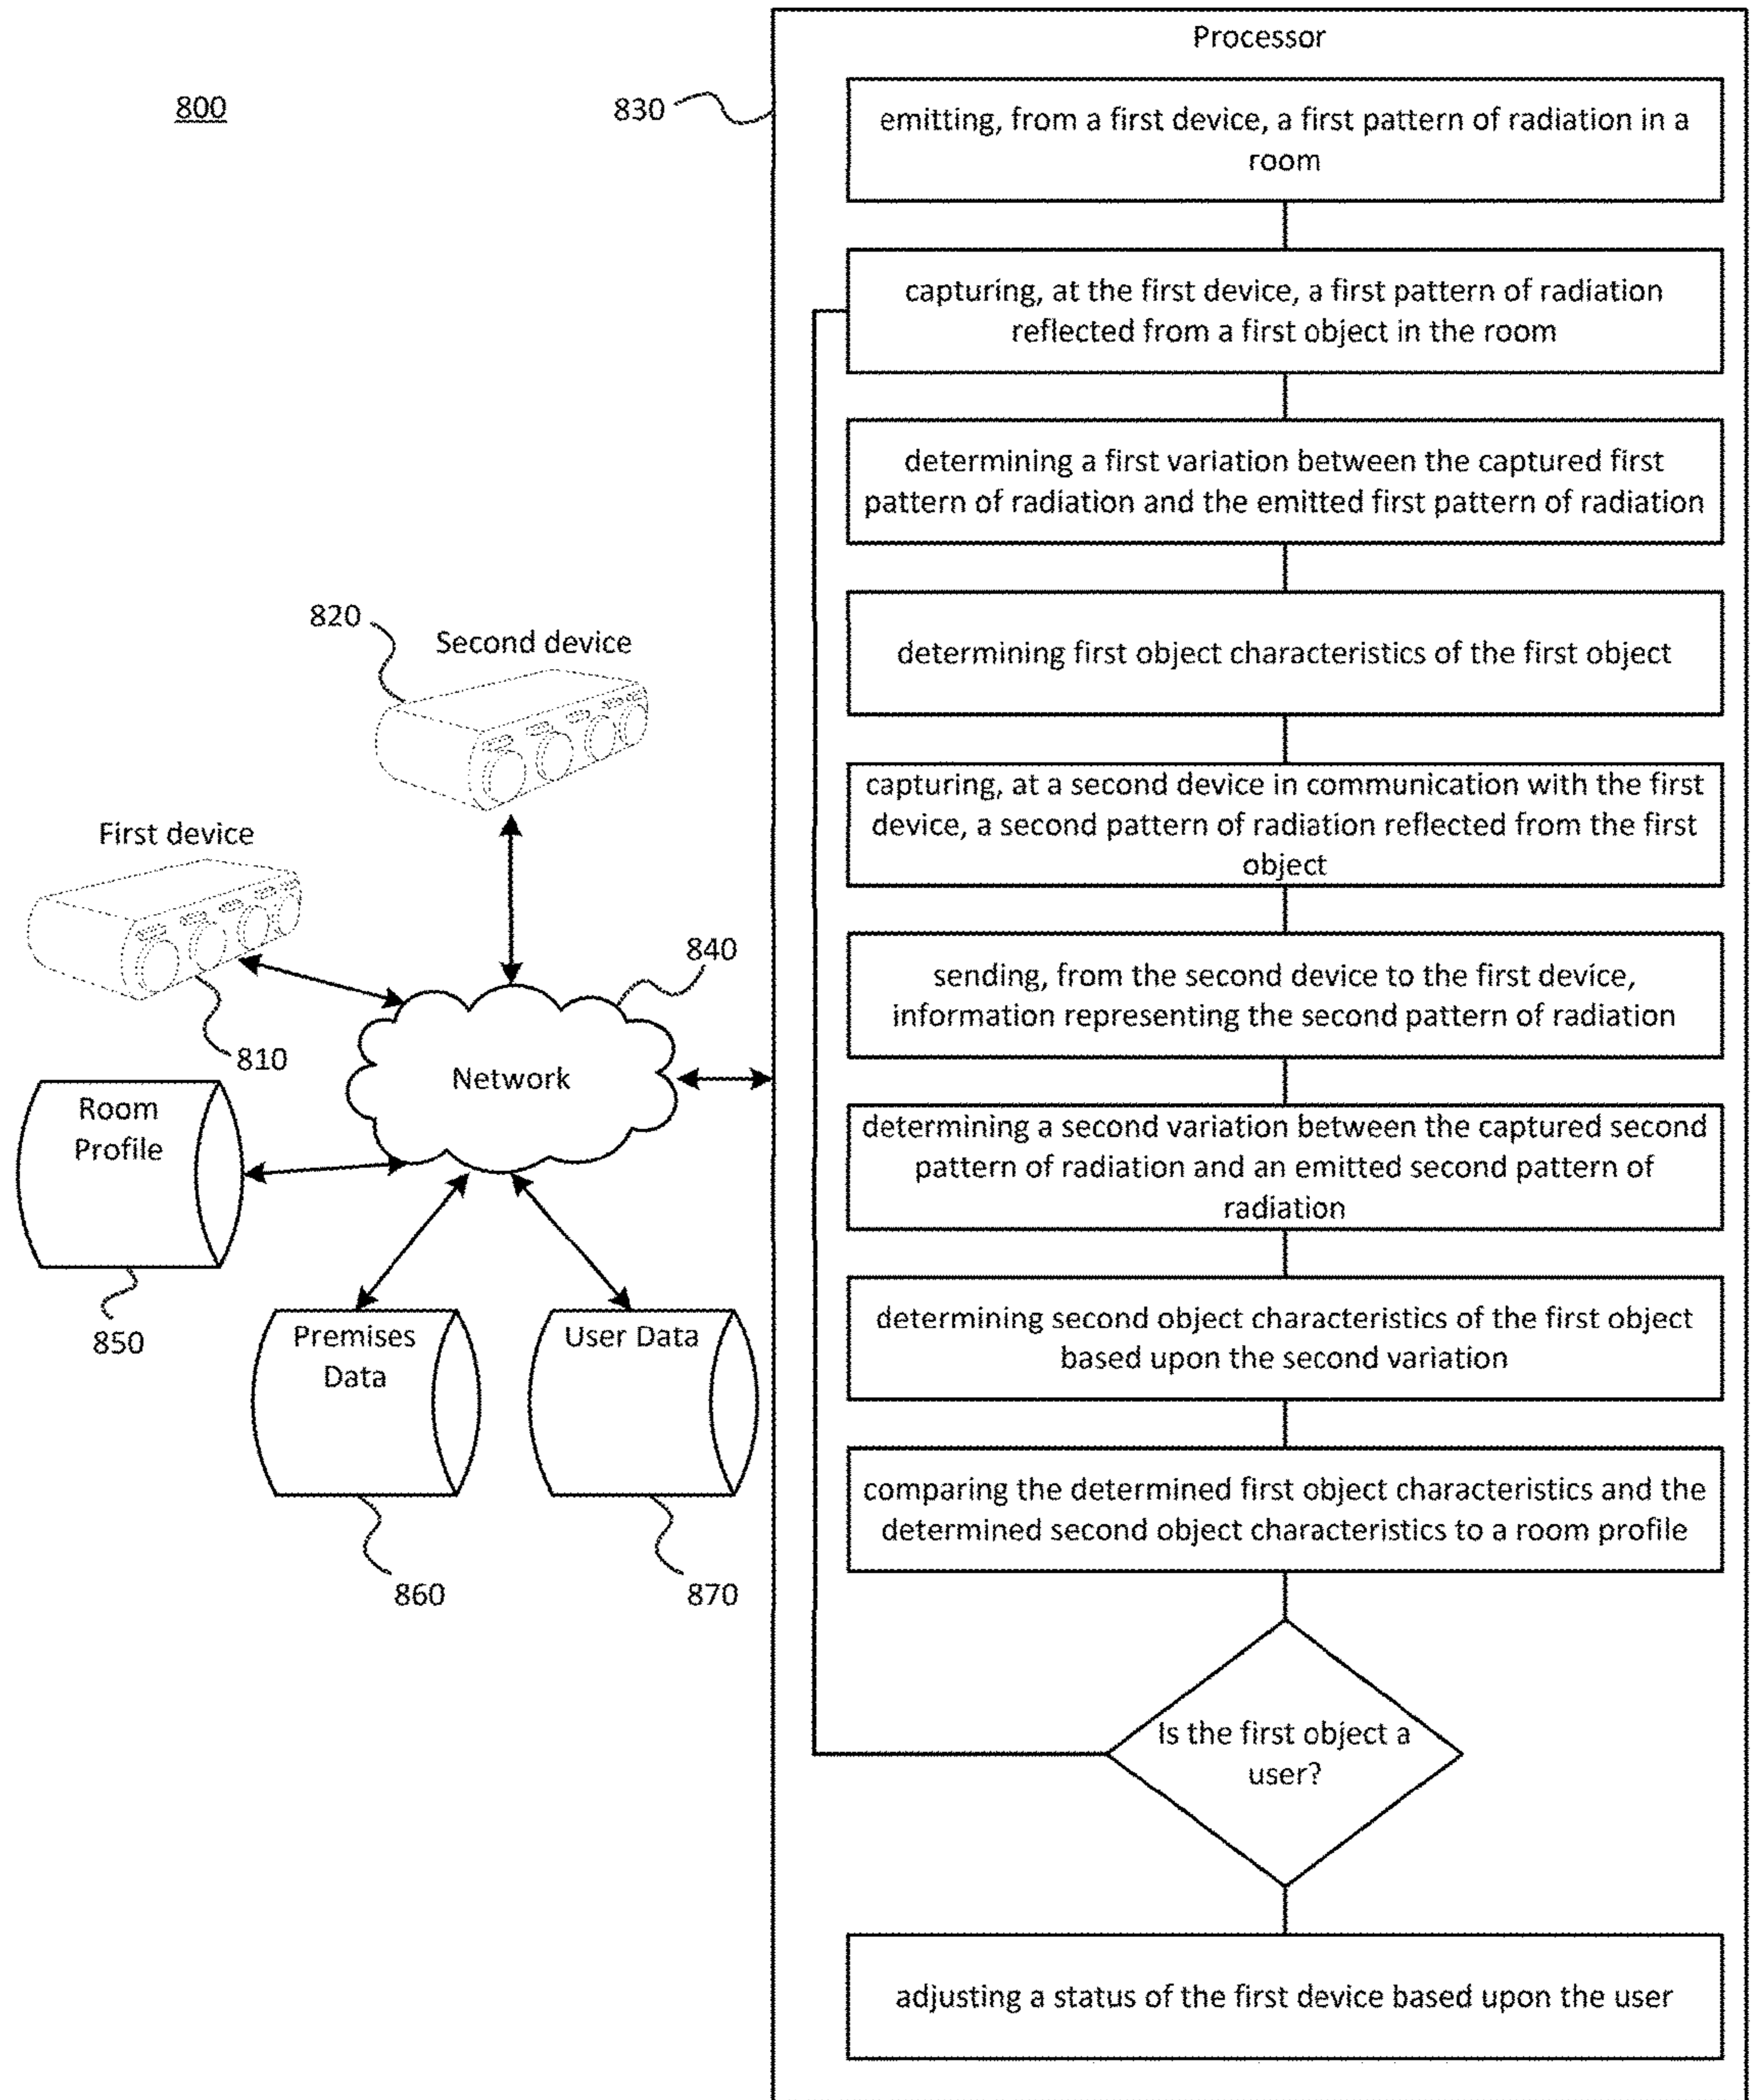 800
830
Processor
emitting, from a first device, a first pattern of radiation in a
room
capturing, at the first device, a first pattern of radiation
reflected from a first object in the room
determining a first variation between the captured first
pattern of radiation and the emitted first pattern of radiation
determining first object characteristics of the first object
capturing, at a second device in communication with the first
device, a second pattern of radiation reflected from the first
object
sending, from the second device to the first device,
information representing the second pattern of radiation
determining a second variation between the captured second
pattern of radiation and an emitted second pattern of
radiation
determining second object characteristics of the first object
based upon the second variation
comparing the determined first object characteristics and the
determined second object characteristics to a room profile
Is the first object a
user?
adjusting a status of the first device based upon the user
820
Second device
First device
810
840
Network
Room
Profile
850
Premises
Data
860
User Data
870